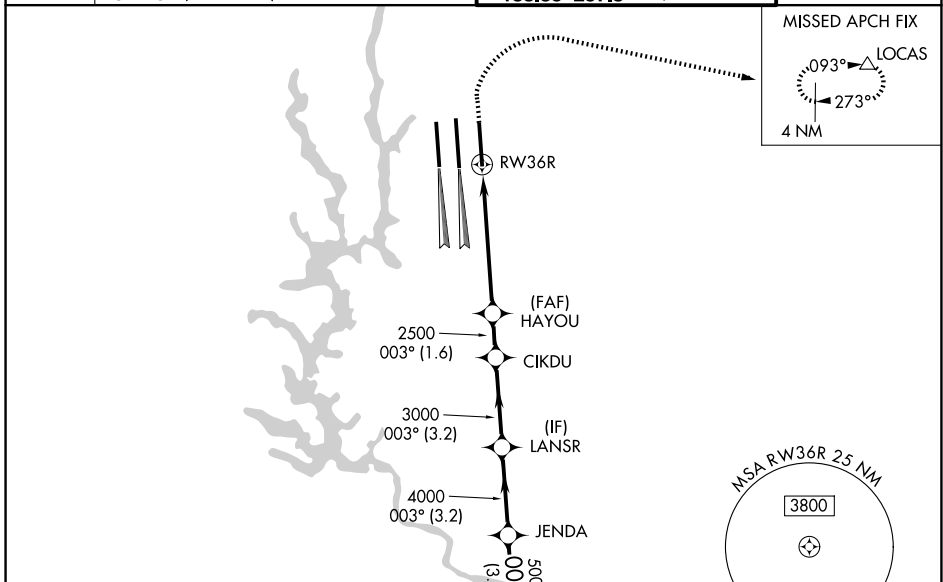 MISSED APCH FIX
LOCAS
093°
273°
4 NM
RW36R
(FAF)
HAYOU
2500
003° (1.6)
CIKDU
3000
003° (3.2)
(IF)
LANSR
4000
003° (3.2)
JENDA
MSA RW36R 25 NM
3800